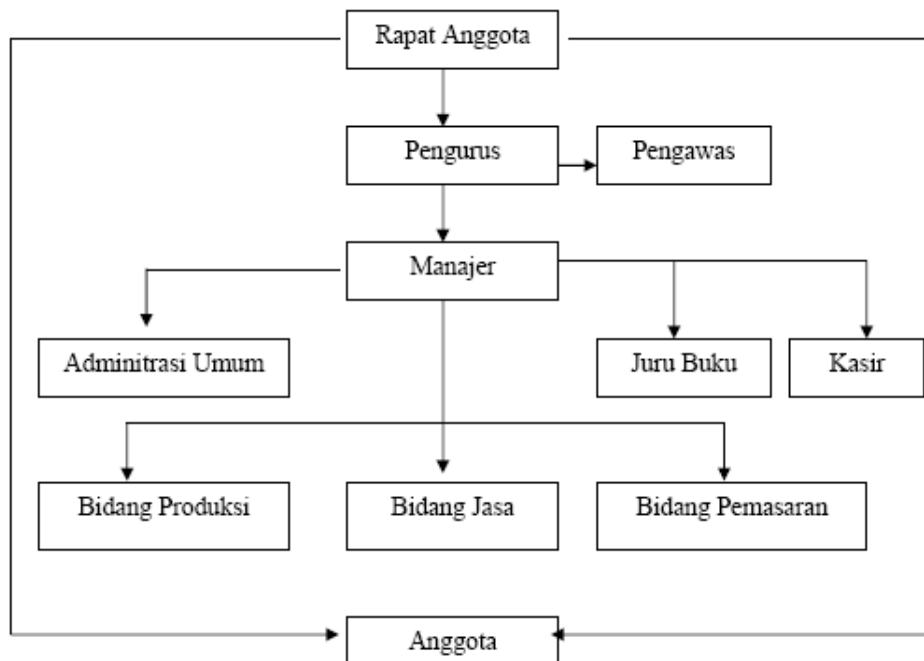 Rapat Anggota
Pengurus
Pengawas
Manajer
Adminitrasi Umum
Juru Buku
Kasir
Bidang Produksi
Bidang Jasa
Bidang Pemasaran
Anggota